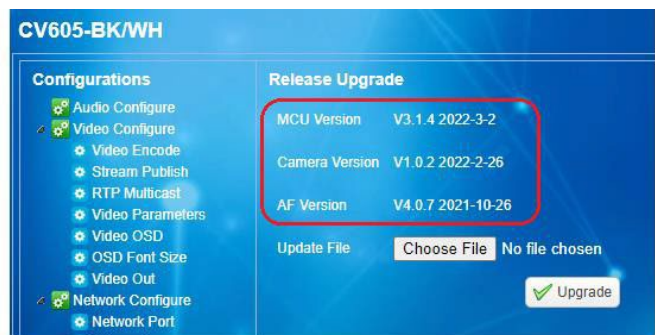 CV605-BK/WH
Configurations
Audio Configure
Video Configure
Video Encode
Stream Publish
RTP Multicast
Video Parameters
Video OSD
OSD Font Size
Video Out
Network Configure
Network Port
Release Upgrade
MCU Version V3.1.4 2022-3-2
Camera Version V1.0.2 2022-2-26
AF Version V4.0.7 2021-10-26
Update File Choose File No file chosen
Upgrade